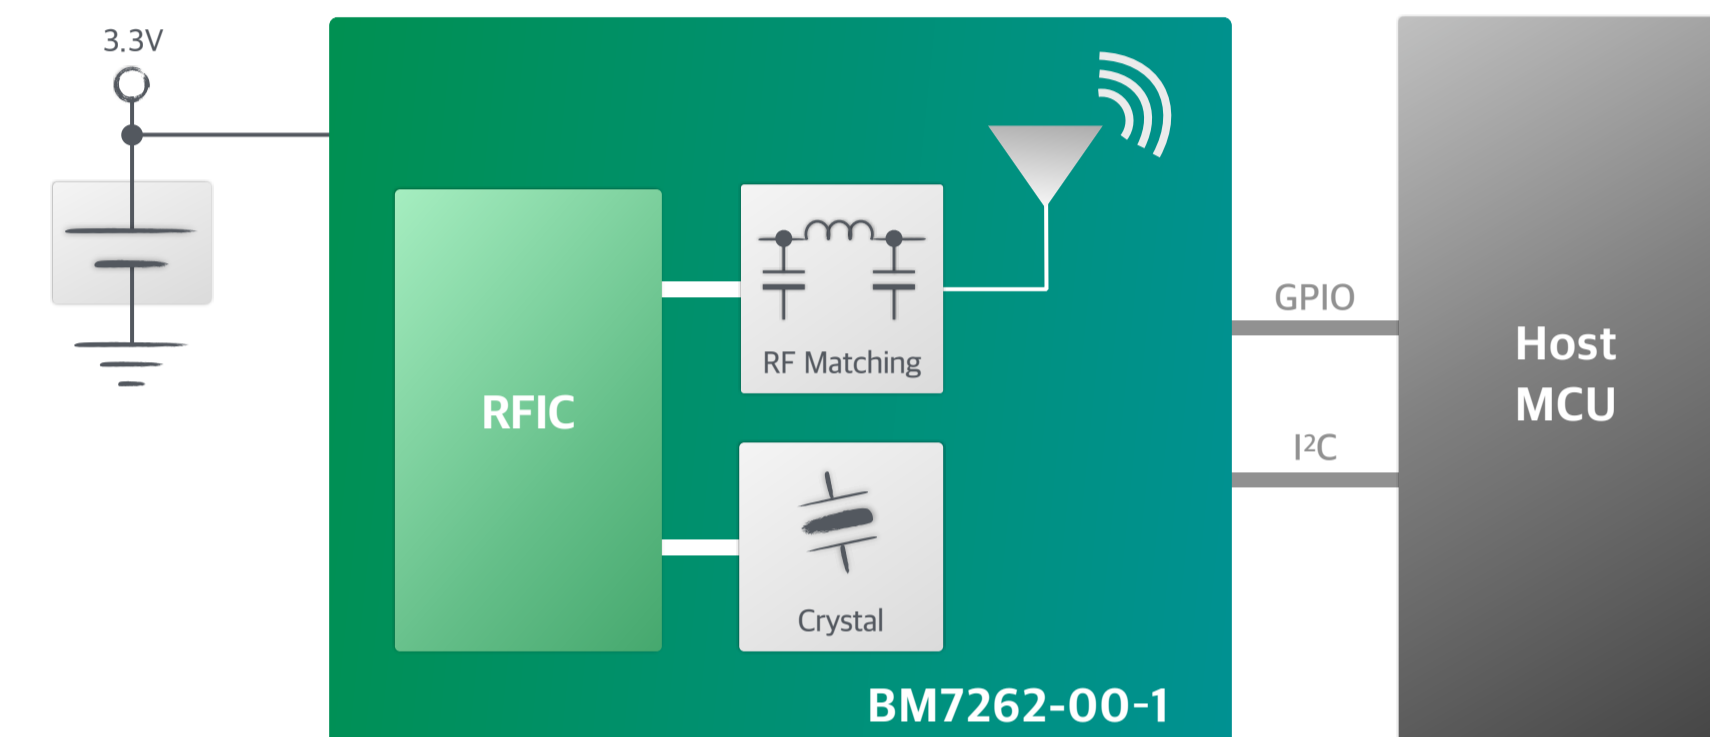 3.3V
RFIC
RF Matching
Crystal
BM7262-00-1
GPIO
I²C
Host
MCU